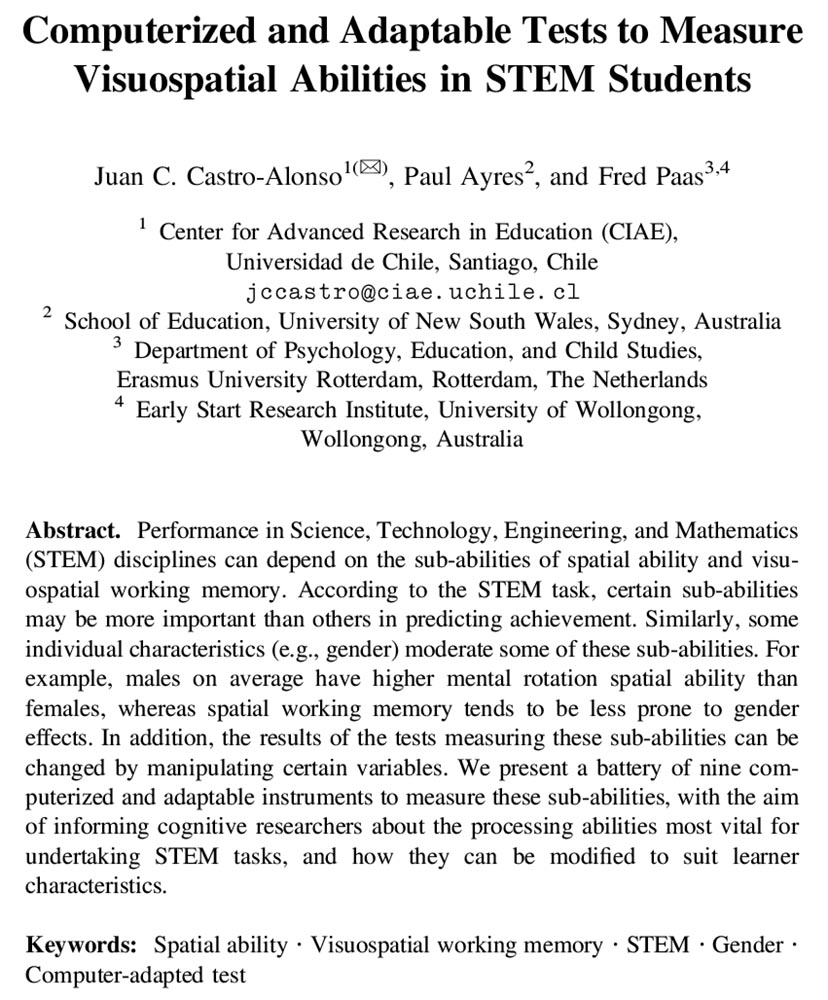 Computerized and Adaptable Tests to Measure
Visuospatial Abilities in STEM Students
Juan C. Castro-Alonso1(✉), Paul Ayres2, and Fred Paas3,4
1 Center for Advanced Research in Education (CIAE),
Universidad de Chile, Santiago, Chile
jccastro@ciae.uchile.cl
2 School of Education, University of New South Wales, Sydney, Australia
3 Department of Psychology, Education, and Child Studies,
Erasmus University Rotterdam, Rotterdam, The Netherlands
4 Early Start Research Institute, University of Wollongong,
Wollongong, Australia
Abstract. Performance in Science, Technology, Engineering, and Mathematics
(STEM) disciplines can depend on the sub-abilities of spatial ability and visu-
ospatial working memory. According to the STEM task, certain sub-abilities
may be more important than others in predicting achievement. Similarly, some
individual characteristics (e.g., gender) moderate some of these sub-abilities. For
example, males on average have higher mental rotation spatial ability than
females, whereas spatial working memory tends to be less prone to gender
effects. In addition, the results of the tests measuring these sub-abilities can be
changed by manipulating certain variables. We present a battery of nine com-
puterized and adaptable instruments to measure these sub-abilities, with the aim
of informing cognitive researchers about the processing abilities most vital for
undertaking STEM tasks, and how they can be modified to suit learner
characteristics.
Keywords: Spatial ability · Visuospatial working memory · STEM · Gender ·
Computer-adapted test